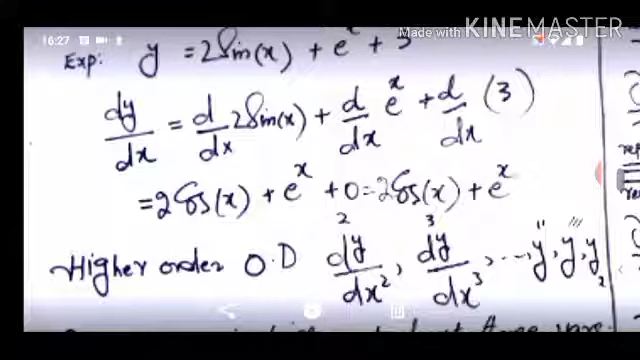 16:27
Made with KINEMASTER
Exp: y = 2Sin(x) + e^x + 3
dy/dx = d/dx 2Sin(x) + d/dx e^x + d/dx (3)
= 2Cos(x) + e^x + 0 = 2Cos(x) + e^x
Higher order O.D d²y/dx², d³y/dx³, ..., y'', y''', y₂